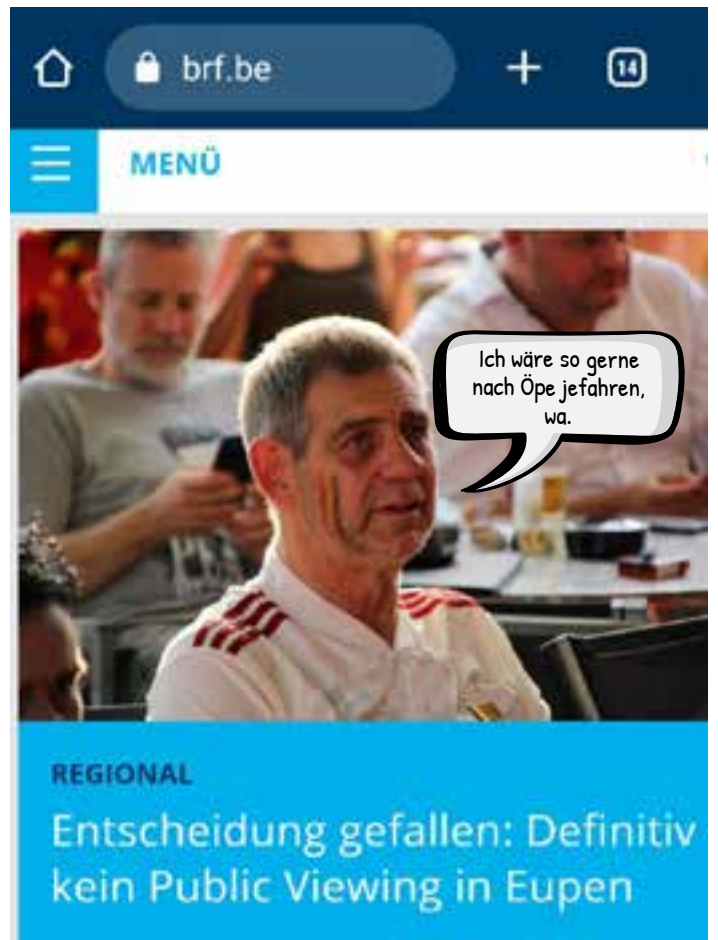 brf.be
14
MENÜ
Ich wäre so gerne
nach Öpe jefahren,
wa.
REGIONAL
Entscheidung gefallen: Definitiv
kein Public Viewing in Eupen